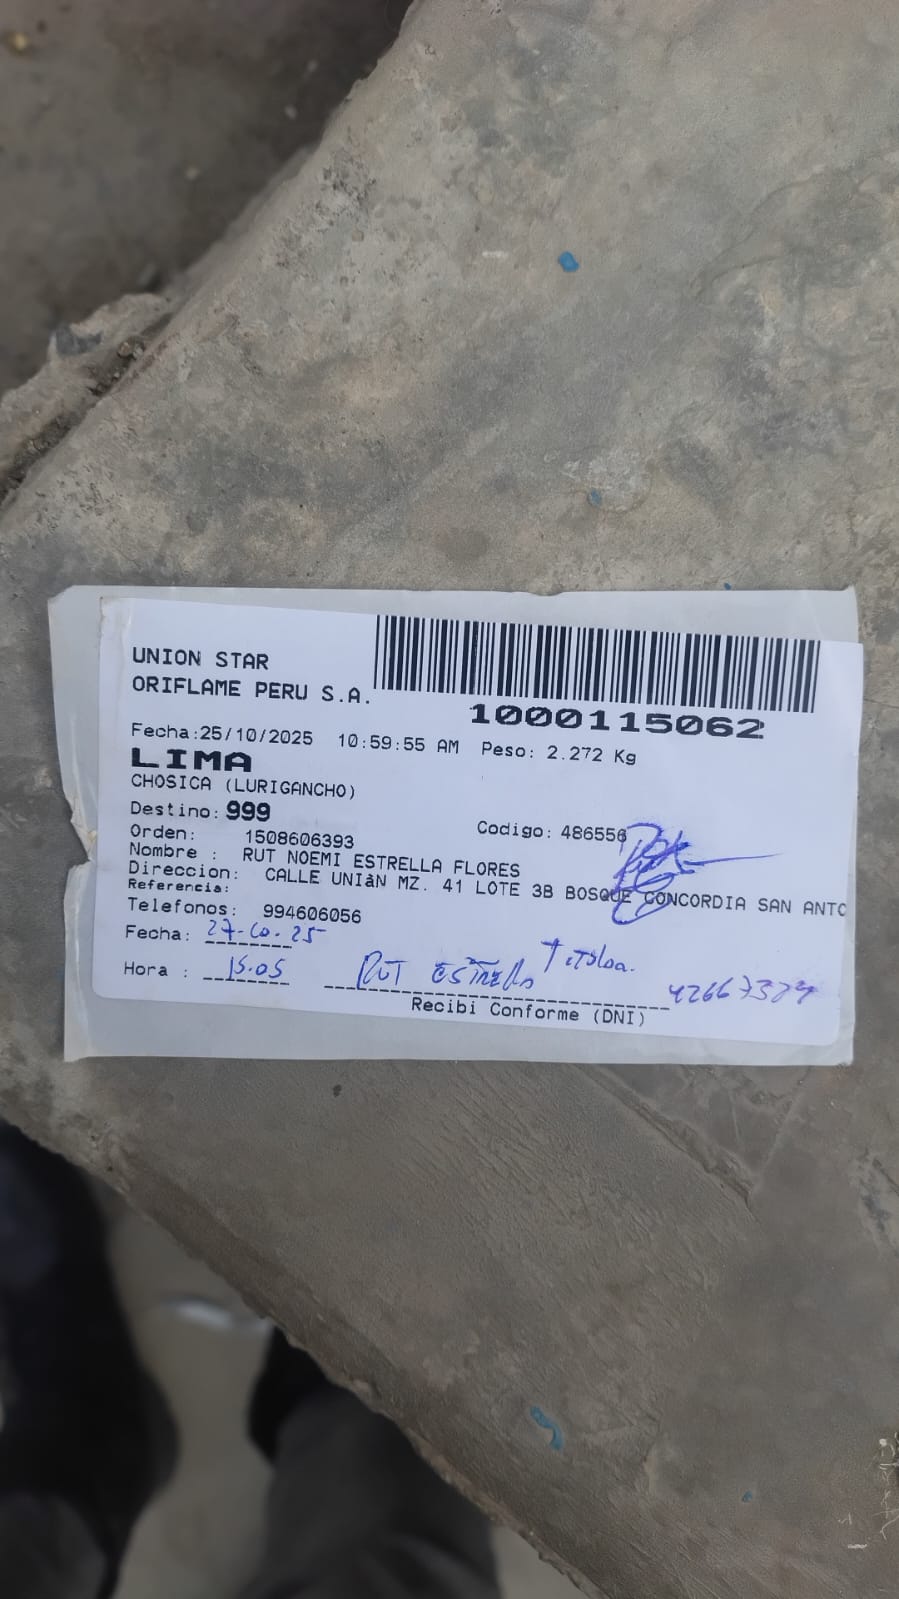 UNION STAR
ORIFLAME PERU S.A.
1000115062
Fecha:25/10/2025 10:59:55 AM Peso: 2.272 Kg
LIMA
CHOSICA (LURIGANCHO)
Destino: 999
Orden: 1508606393 Codigo: 486556
Nombre : RUT NOEMI ESTRELLA FLORES
Direccion: CALLE UNIàN MZ. 41 LOTE 3B BOSQUE CONCORDIA SAN ANTO
Referencia:
Telefonos: 994606056
Fecha: 27-10-25
Hora : 15.05 RUT ESTRELLA
Recibi Conforme (DNI)